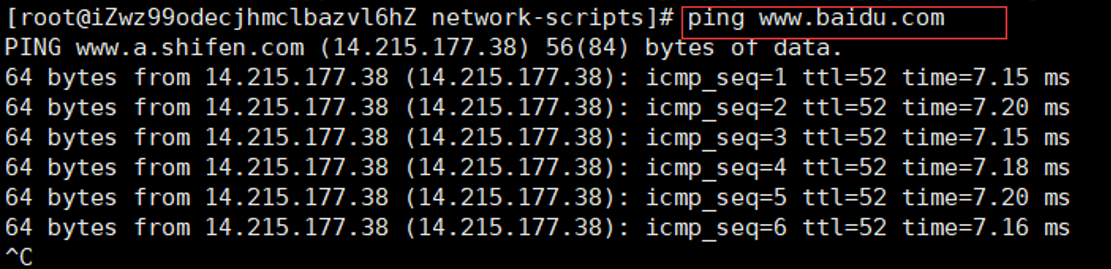 [root@iZwz99odecjhmclbazvl6hZ network-scripts]# ping www.baidu.com
PING www.a.shifen.com (14.215.177.38) 56(84) bytes of data.
64 bytes from 14.215.177.38 (14.215.177.38): icmp_seq=1 ttl=52 time=7.15 ms
64 bytes from 14.215.177.38 (14.215.177.38): icmp_seq=2 ttl=52 time=7.20 ms
64 bytes from 14.215.177.38 (14.215.177.38): icmp_seq=3 ttl=52 time=7.15 ms
64 bytes from 14.215.177.38 (14.215.177.38): icmp_seq=4 ttl=52 time=7.18 ms
64 bytes from 14.215.177.38 (14.215.177.38): icmp_seq=5 ttl=52 time=7.20 ms
64 bytes from 14.215.177.38 (14.215.177.38): icmp_seq=6 ttl=52 time=7.16 ms
^C